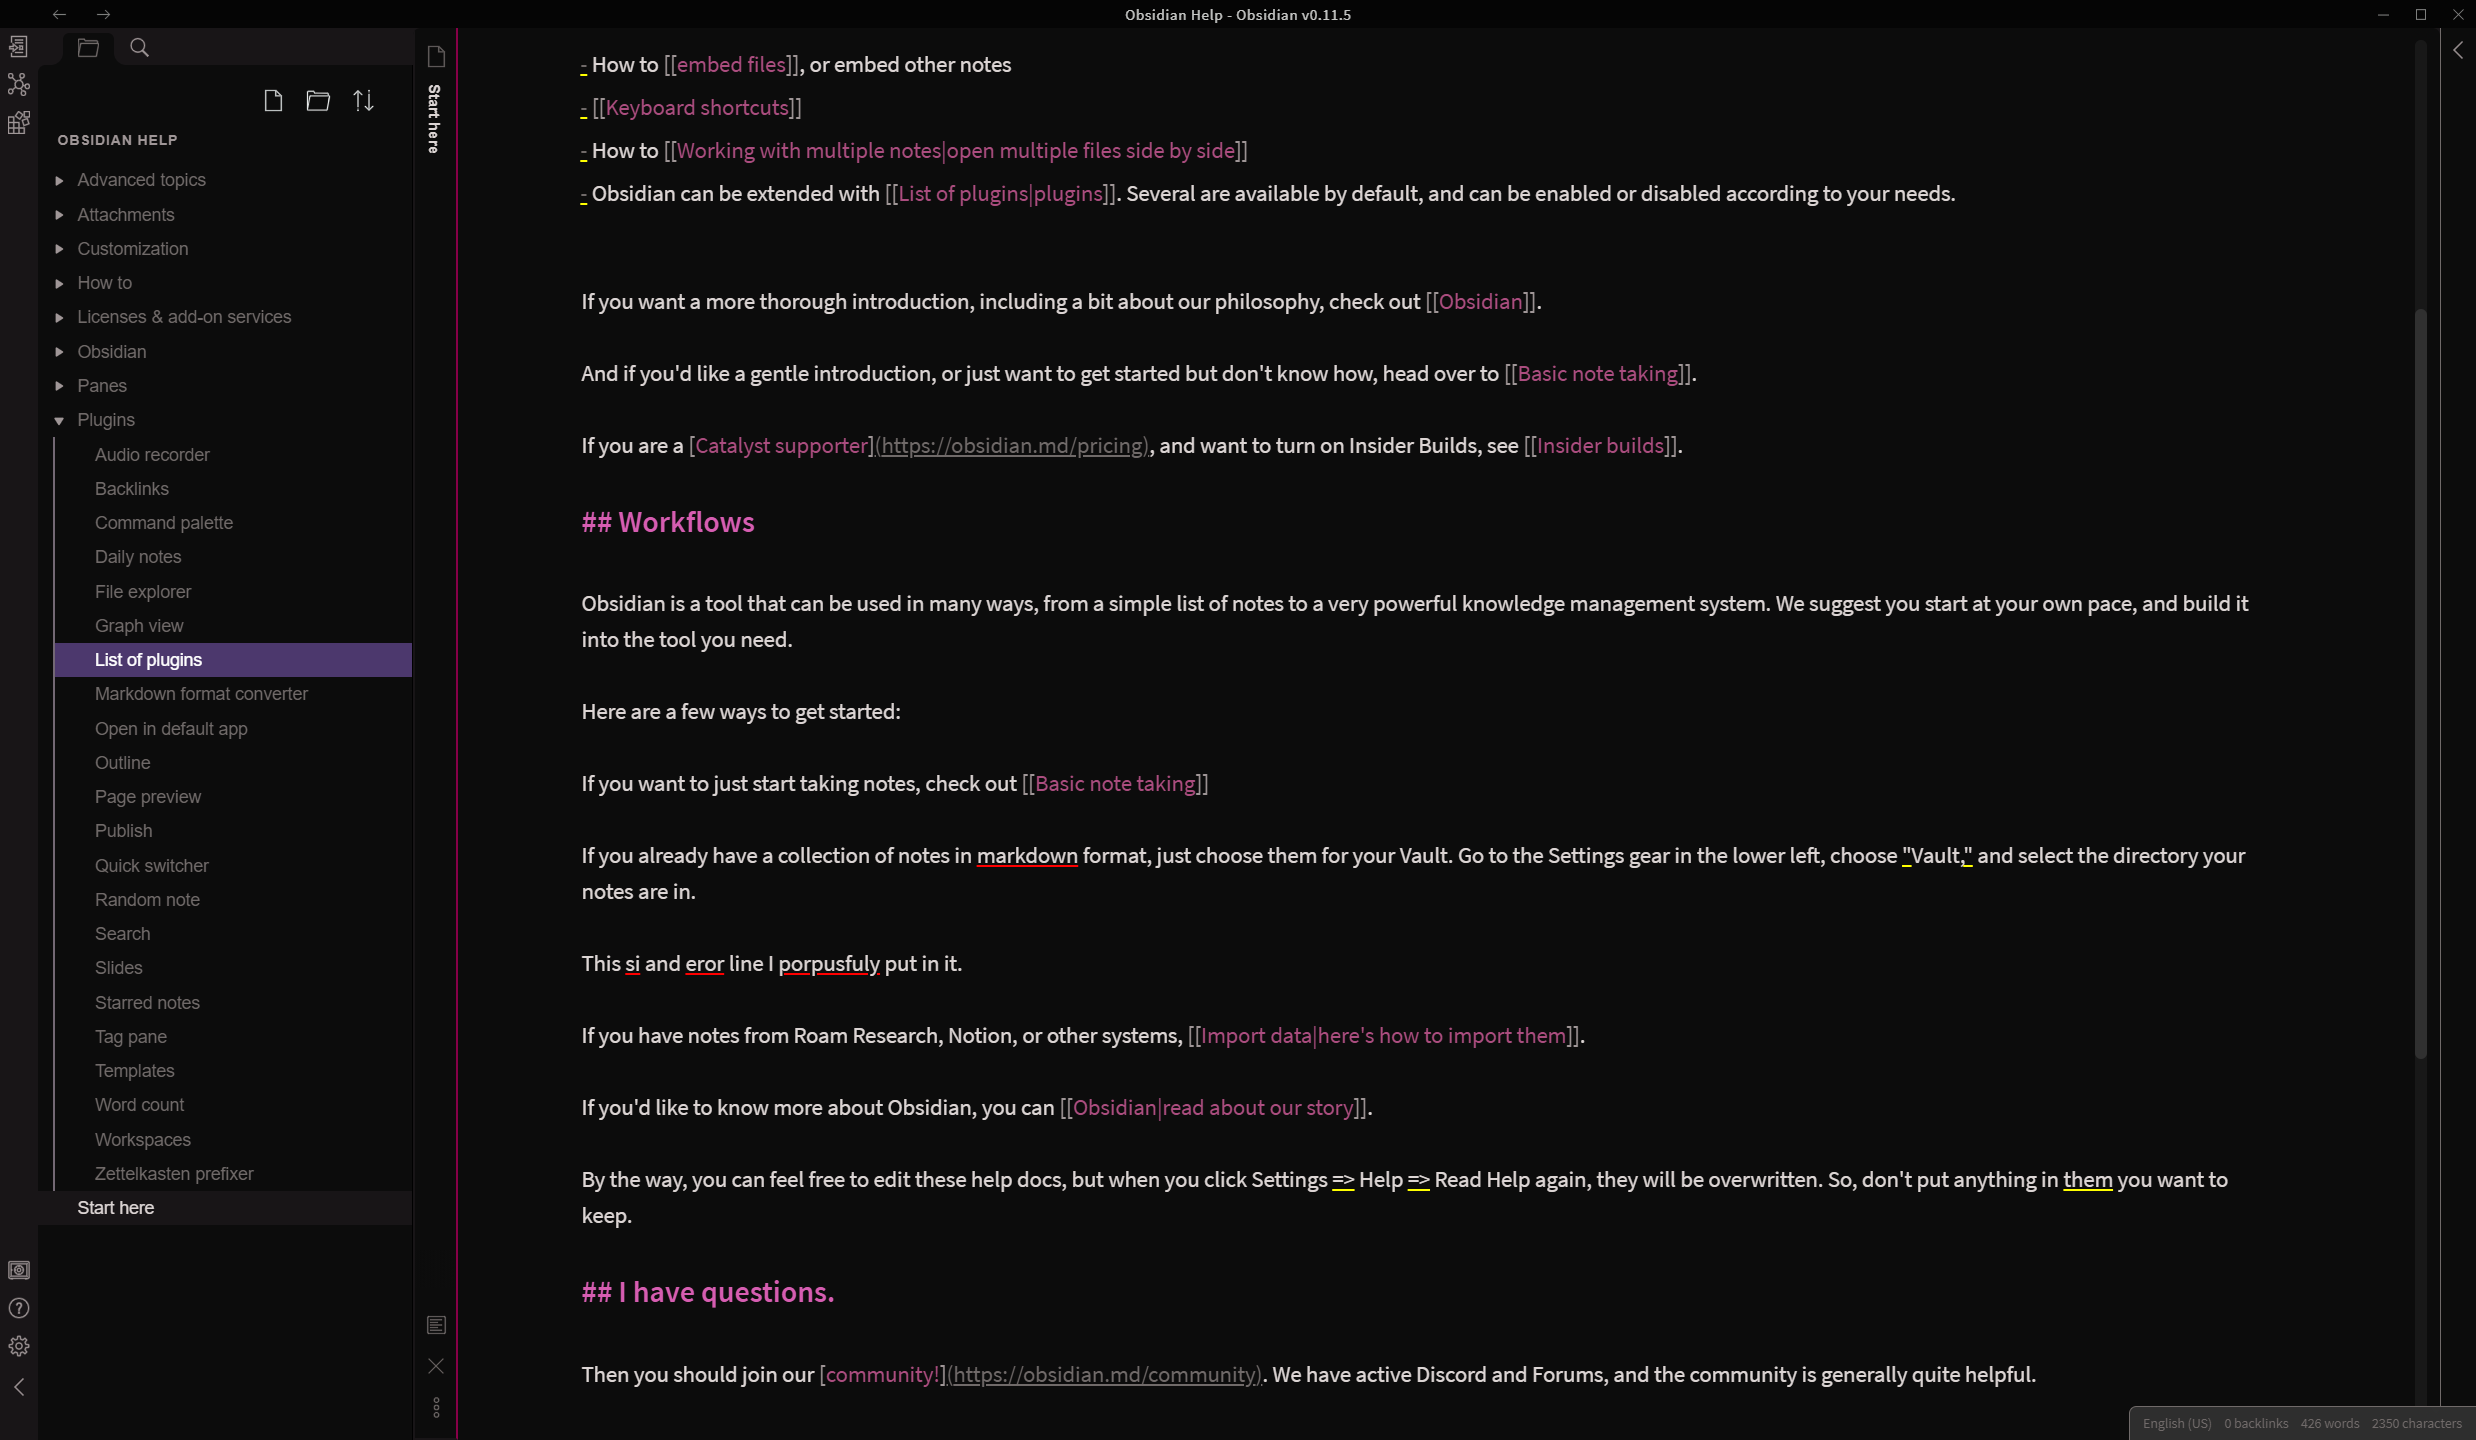 Obsidian Help - Obsidian v0.11.5
OBSIDIAN HELP
Advanced topics
Attachments
Customization
How to
Licenses & add-on services
Obsidian
Panes
Plugins
Audio recorder
Backlinks
Command palette
Daily notes
File explorer
Graph view
List of plugins
Markdown format converter
Open in default app
Outline
Page preview
Publish
Quick switcher
Random note
Search
Slides
Starred notes
Tag pane
Templates
Word count
Workspaces
Zettelkasten prefixer
Start here
Start here
- How to [[embed files]], or embed other notes
- [[Keyboard shortcuts]]
- How to [[Working with multiple notes|open multiple files side by side]]
- Obsidian can be extended with [[List of plugins|plugins]]. Several are available by default, and can be enabled or disabled according to your needs.
If you want a more thorough introduction, including a bit about our philosophy, check out [[Obsidian]].
And if you'd like a gentle introduction, or just want to get started but don't know how, head over to [[Basic note taking]].
If you are a [Catalyst supporter](https://obsidian.md/pricing), and want to turn on Insider Builds, see [[Insider builds]].
## Workflows
Obsidian is a tool that can be used in many ways, from a simple list of notes to a very powerful knowledge management system. We suggest you start at your own pace, and build it
into the tool you need.
Here are a few ways to get started:
If you want to just start taking notes, check out [[Basic note taking]]
If you already have a collection of notes in markdown format, just choose them for your Vault. Go to the Settings gear in the lower left, choose "Vault," and select the directory your
notes are in.
This si and eror line I porpusfuly put in it.
If you have notes from Roam Research, Notion, or other systems, [[Import data|here's how to import them]].
If you'd like to know more about Obsidian, you can [[Obsidian|read about our story]].
By the way, you can feel free to edit these help docs, but when you click Settings => Help => Read Help again, they will be overwritten. So, don't put anything in them you want to
keep.
## I have questions.
Then you should join our [community!](https://obsidian.md/community). We have active Discord and Forums, and the community is generally quite helpful.
English (US) 0 backlinks 426 words 2350 characters